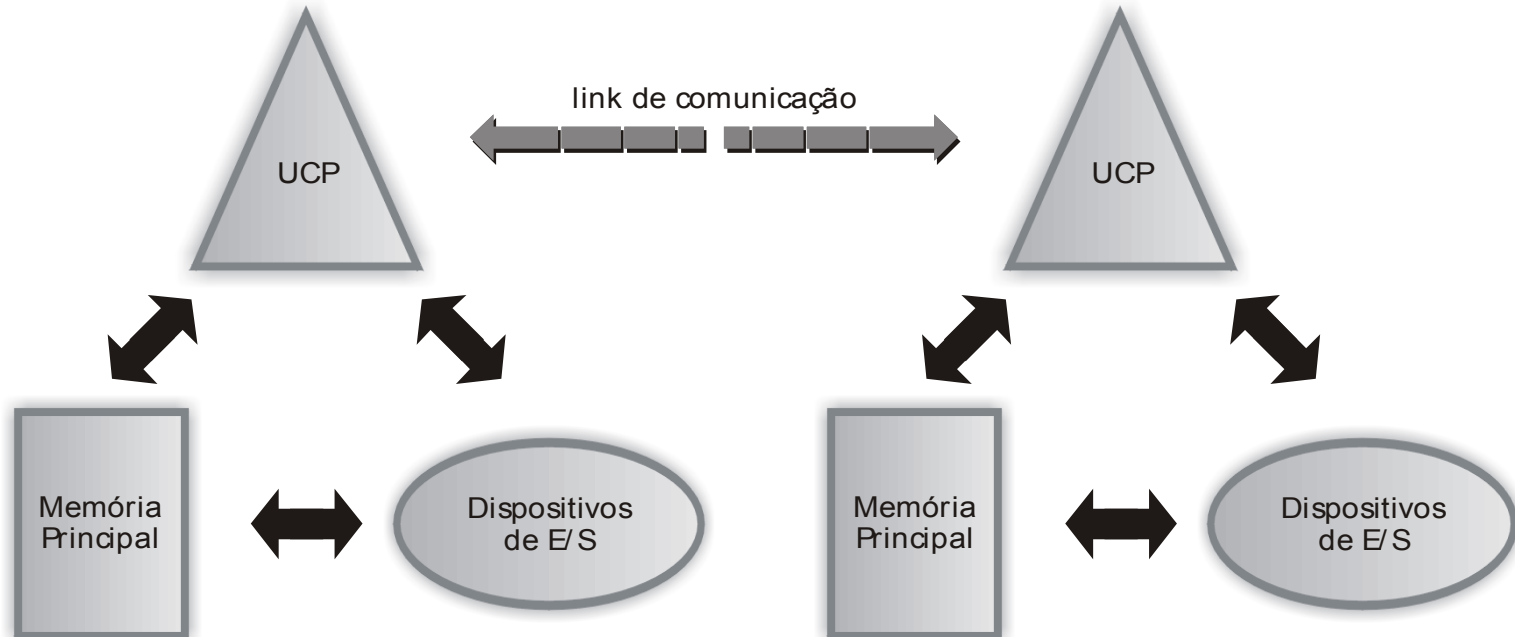 link de comunicação
UCP
UCP
Memória
Principal
Dispositivos
de E/S
Memória
Principal
Dispositivos
de E/S